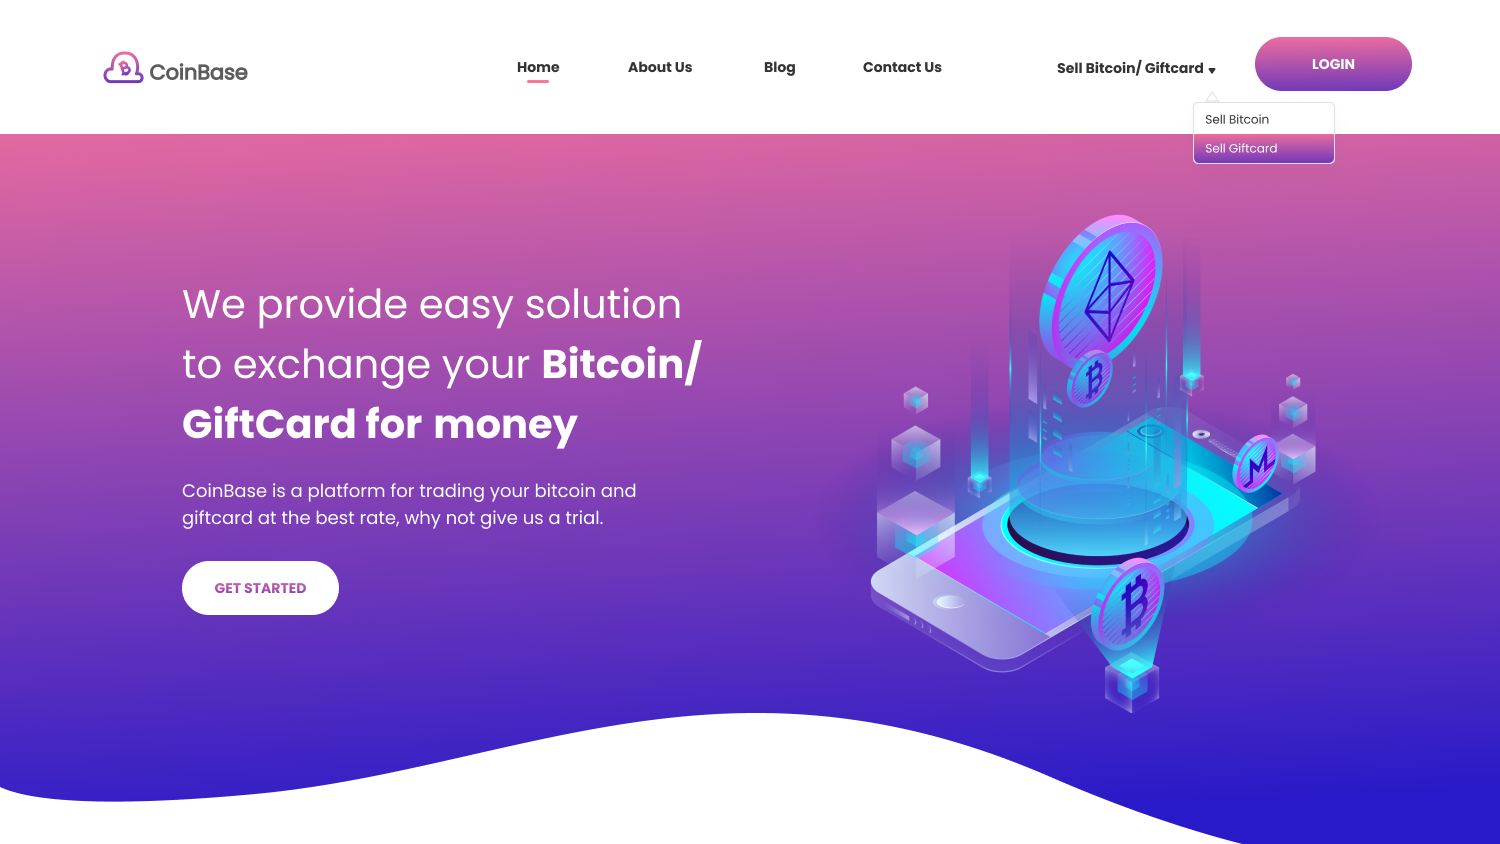 CoinBase
Home
About Us
Blog
Contact Us
Sell Bitcoin/ Giftcard
LOGIN
Sell Bitcoin
Sell Giftcard
We provide easy solution
to exchange your Bitcoin/
GiftCard for money
CoinBase is a platform for trading your bitcoin and
giftcard at the best rate, why not give us a trial.
GET STARTED